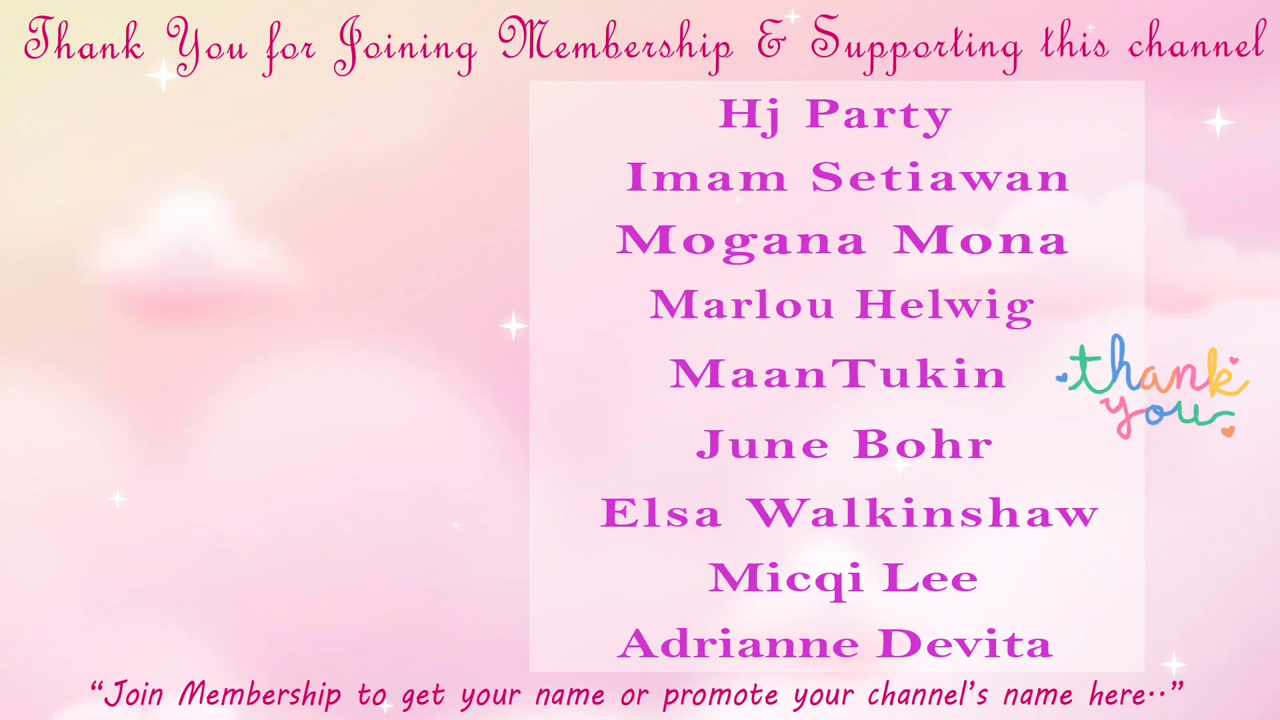 Thank You for Joining Membership & Supporting this channel
Hj Party
Imam Setiawan
Mogana Mona
Marlou Helwig
MaanTukin
thank
you
June Bohr
Elsa Walkinshaw
Micqi Lee
Adrianne Devita
“Join Membership to get your name or promote your channel’s name here..”